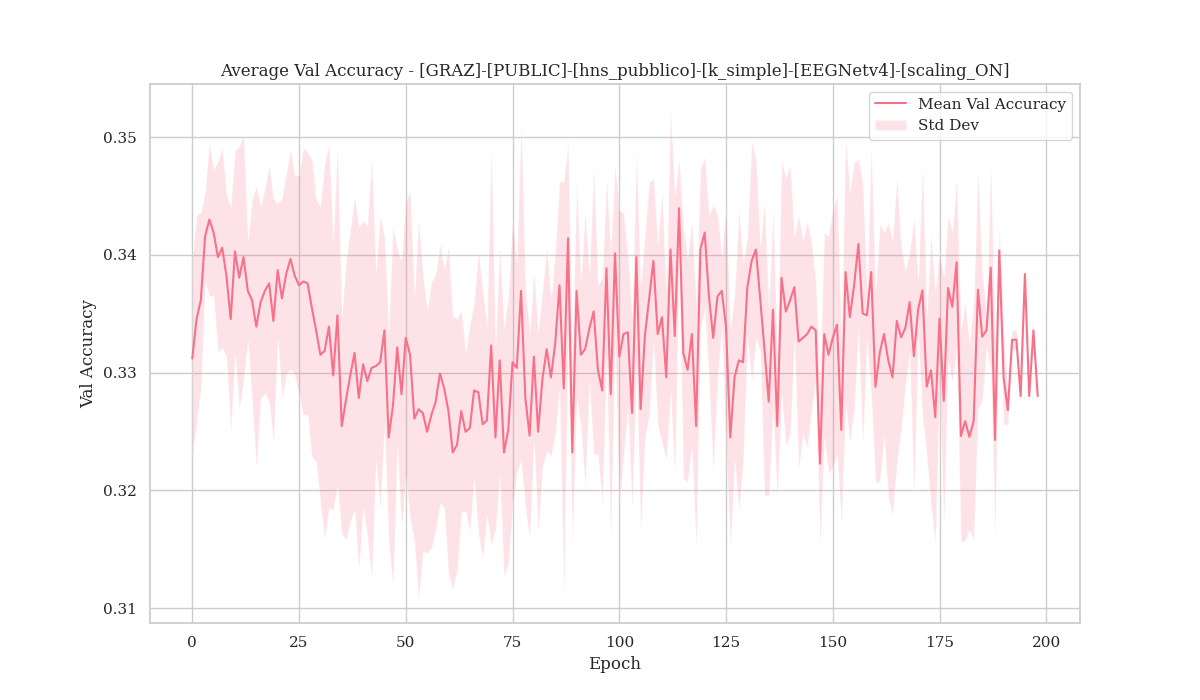 Average Val Accuracy - [GRAZ]-[PUBLIC]-[hns_pubblico]-[k_simple]-[EEGNetv4]-[scaling_ON]
Mean Val Accuracy
Std Dev
0.35
0.34
0.33
0.32
0.31
Val Accuracy
0 25 50 75 100 125 150 175 200
Epoch